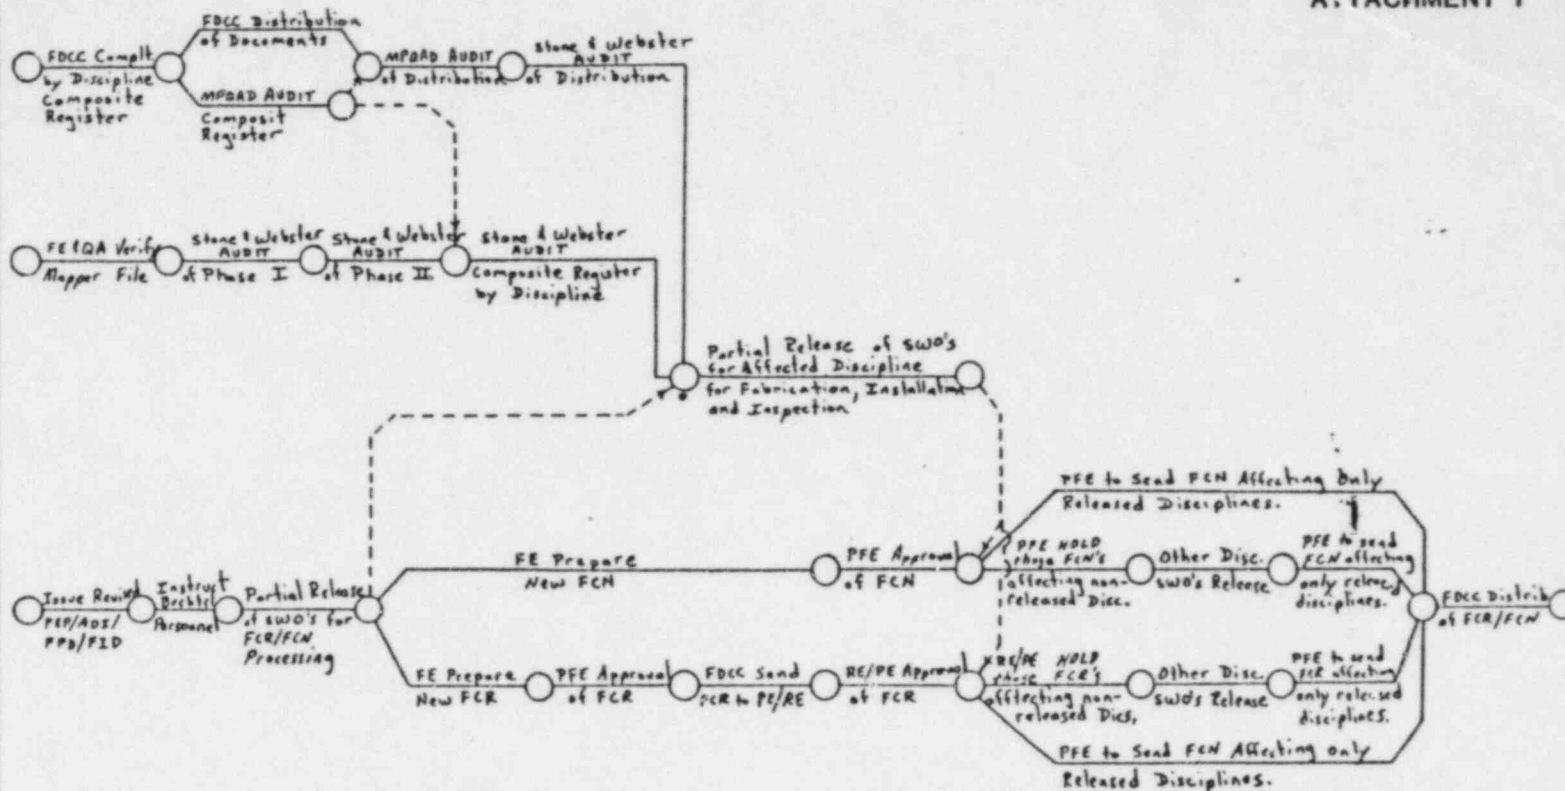 ATTACHMENT 1
FDCC Distribution
of Documents
FDCC Complt
by Discipline
Composite
Register
MPQAD AUDIT
of Distribution
Stone & Webster
AUDIT
of Distribution
MPQAD AUDIT
Composit
Register
FE & QA Verify
Mapper File
Stone & Webster
AUDIT
of Phase I
Stone & Webster
AUDIT
of Phase II
Stone & Webster
AUDIT
Composite Register
by Discipline
Partial Release of SWO's
for Affected Discipline
for Fabrication, Installation
and Inspection
PFE to Send FCN Affecting Only
Released Disciplines.
FE Prepare
New FCN
PFE Approval
of FCN
PFE HOLD
those FCN's
affecting non-
released Disc.
Other Disc.
SWO's Release
PFE to send
FCN affecting
only released
disciplines.
Issue Revised
PEP/ADI/
FPD/FID
Instruct
Personnel
Partial Release
of SWO's for
FCR/FCN
Processing
FDCC Distrib
of FCR/FCN
FE Prepare
New FCR
PFE Approval
of FCR
FDCC Send
FCR to PE/RE
RE/PE Approval
of FCR
RE/PE HOLD
those FCR's
afftecting non-
released Dics,
Other Disc.
SWO's Release
PFE to send
FCR affecting
only released
disciplines.
PFE to Send FCN Affecting only
Released Disciplines.